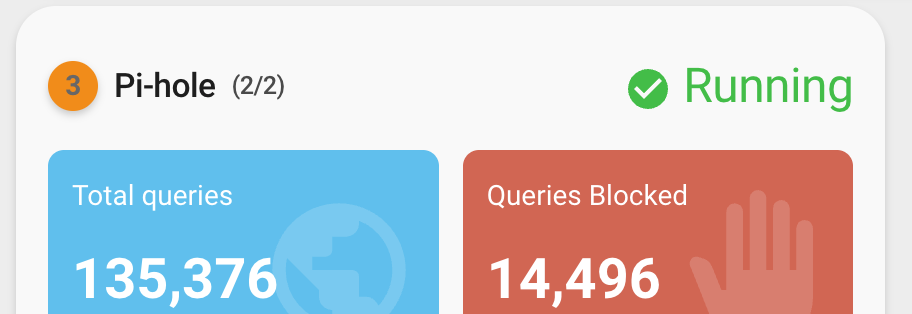 3 Pi-hole (2/2) Running
Total queries
135,376
Queries Blocked
14,496